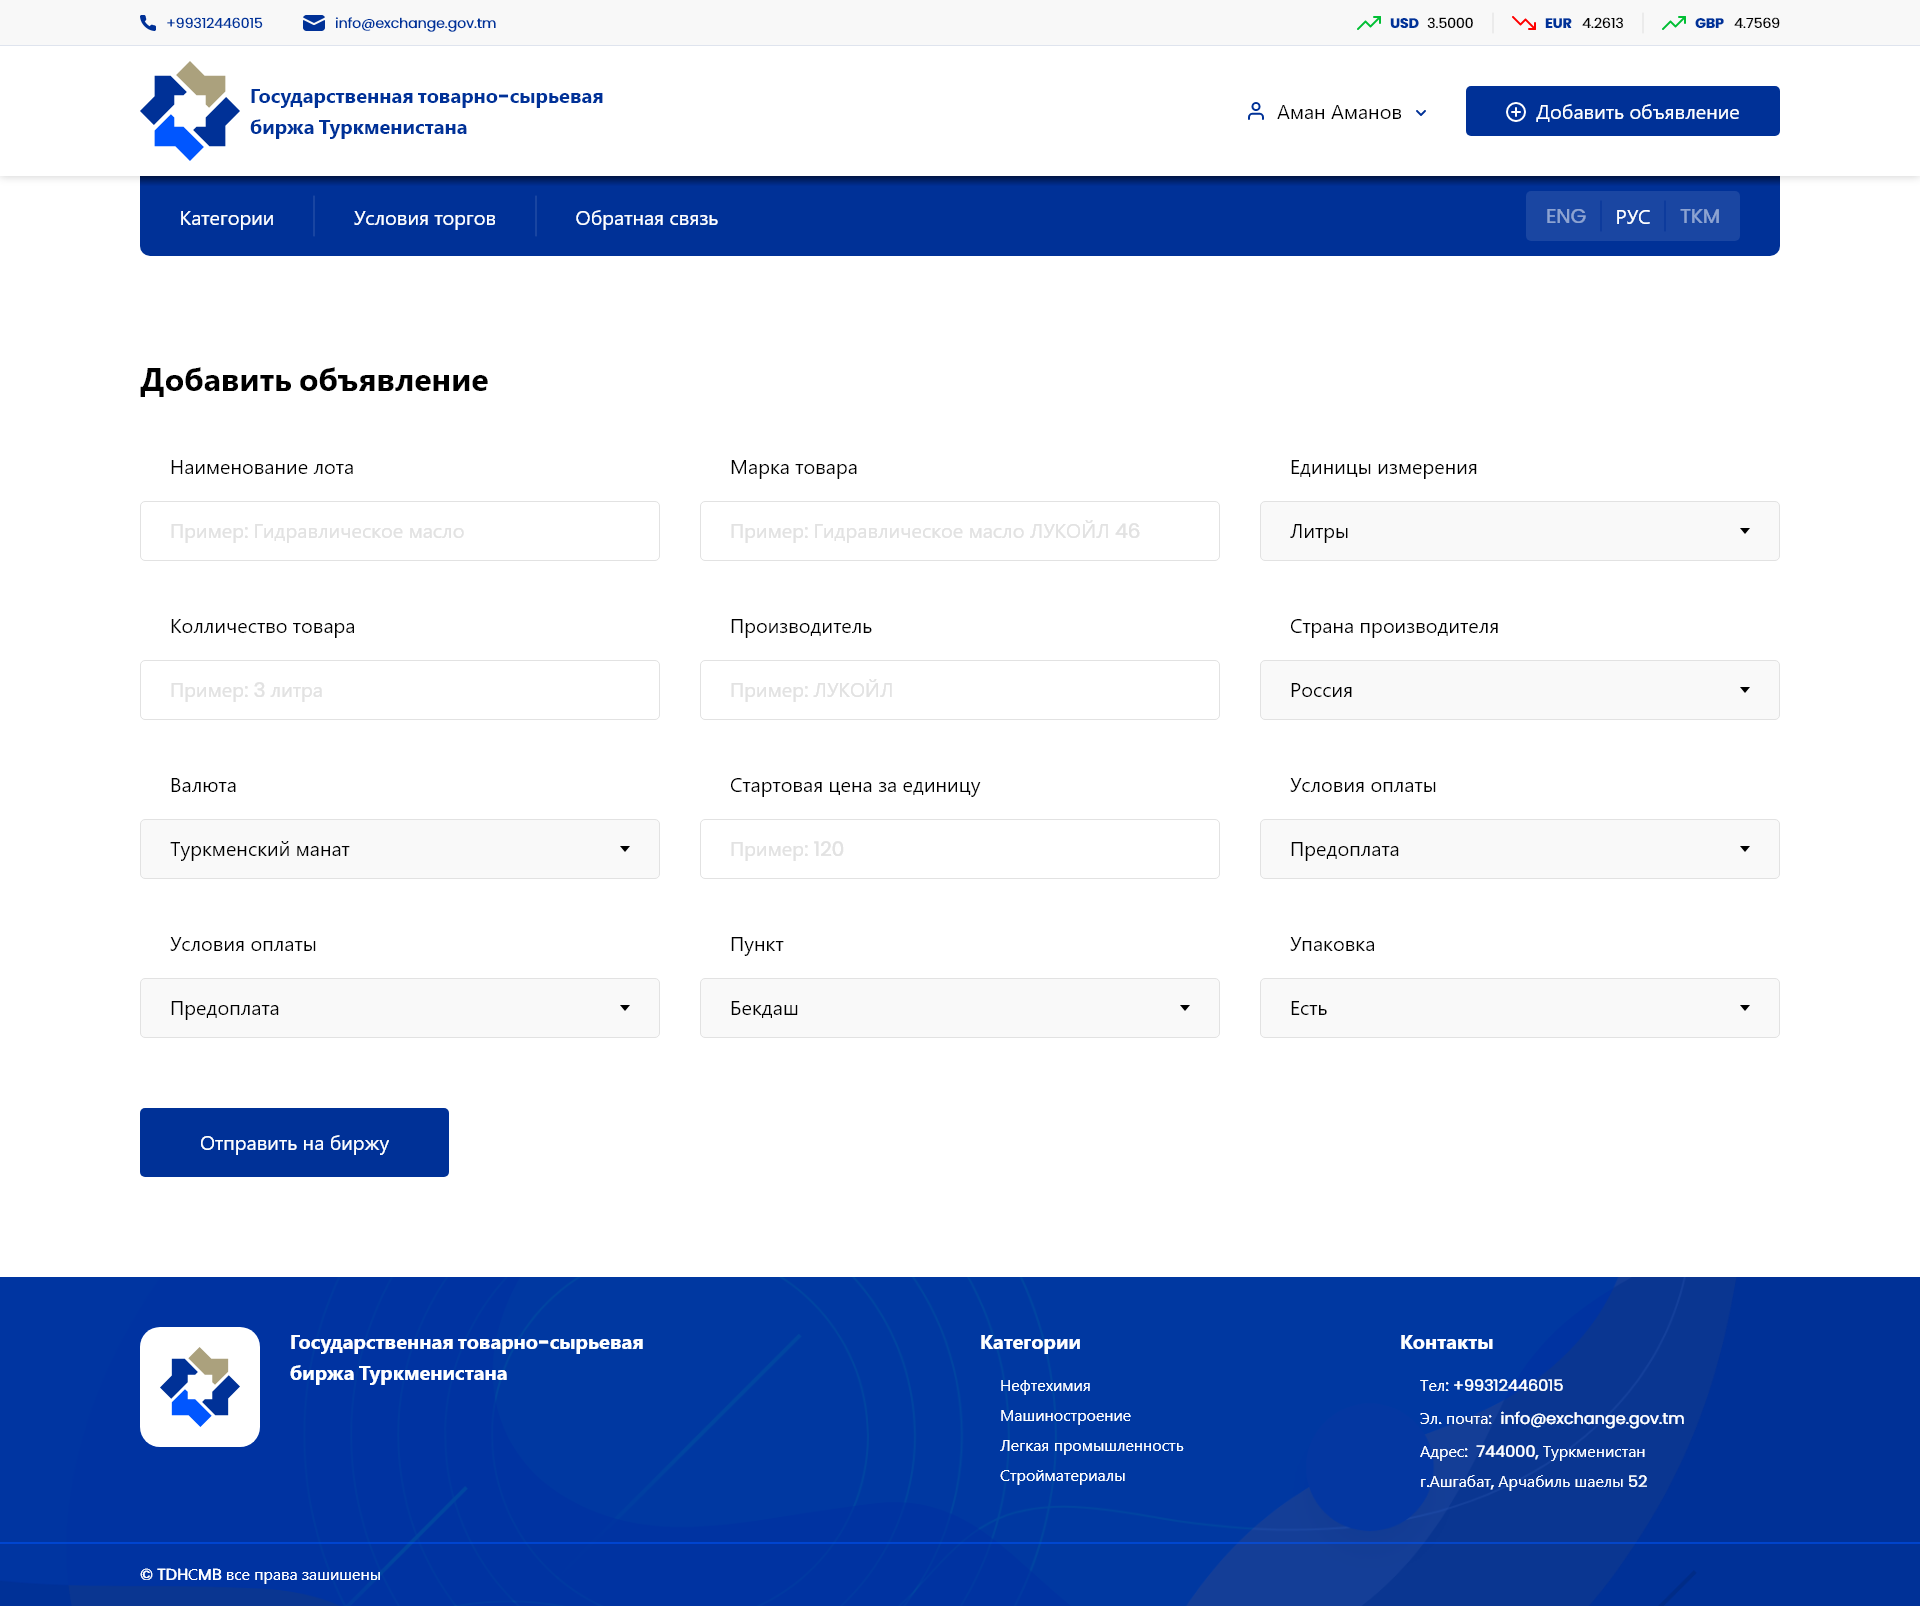 +99312446015 info@exchange.gov.tm USD 3.5000 EUR 4.2613 GBP 4.7569
Государственная товарно-сырьевая
биржа Туркменистана
Аман Аманов Добавить объявление
Категории Условия торгов Обратная связь ENG РУС TKM
Добавить объявление
Наименование лота Марка товара Единицы измерения
Пример: Гидравлическое масло Пример: Гидравлическое масло ЛУКОЙЛ 46 Литры
Колличество товара Производитель Страна производителя
Пример: 3 литра Пример: ЛУКОЙЛ Россия
Валюта Стартовая цена за единицу Условия оплаты
Туркменский манат Пример: 120 Предоплата
Условия оплаты Пункт Упаковка
Предоплата Бекдаш Есть
Отправить на биржу
Государственная товарно-сырьевая
биржа Туркменистана
Категории
Нефтехимия
Машиностроение
Легкая промышленность
Стройматериалы
Контакты
Тел: +99312446015
Эл. почта: info@exchange.gov.tm
Адрес: 744000, Туркменистан
г.Ашгабат, Арчабиль шаелы 52
© TDHCMB все права зашишены